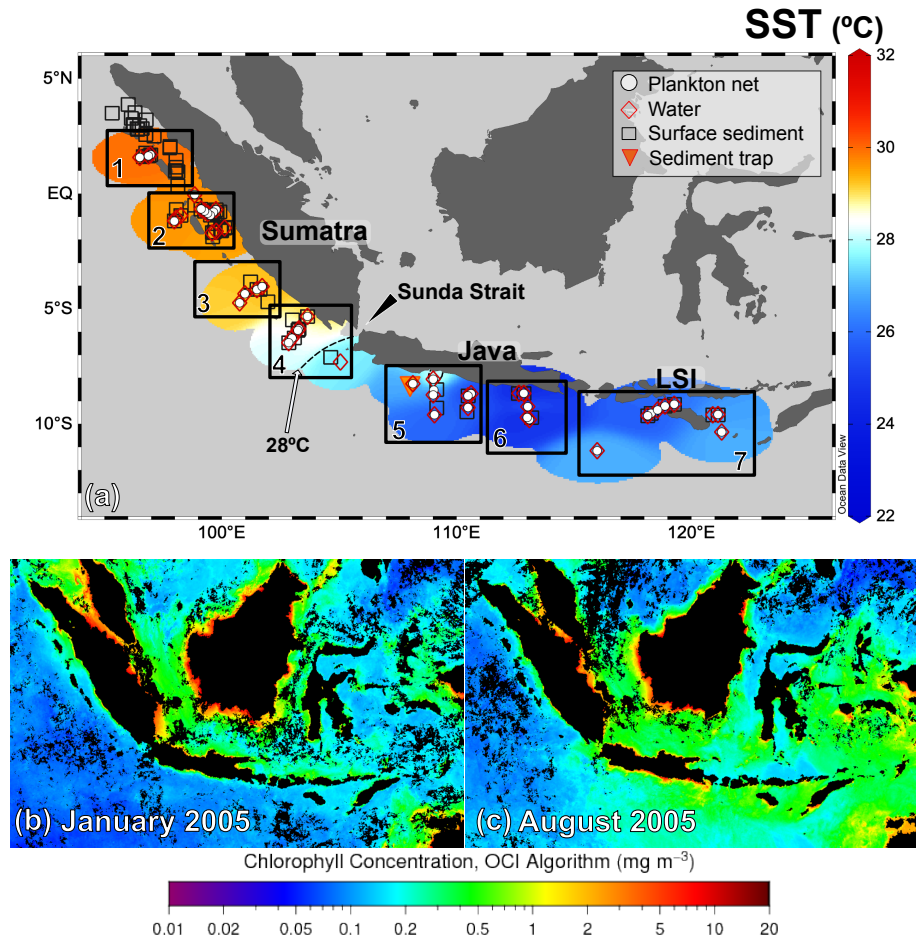 SST (ºC)
5°N
EQ
5°S
10°S
100°E
110°E
120°E
32
30
28
26
24
22
Ocean Data View
Plankton net
Water
Surface sediment
Sediment trap
1
2
Sumatra
3
Sunda Strait
4
Java
LSI
28ºC
5
6
7
(a)
(b) January 2005
(c) August 2005
Chlorophyll Concentration, OCI Algorithm (mg m⁻³)
0.01 0.02 0.05 0.1 0.2 0.5 1 2 5 10 20